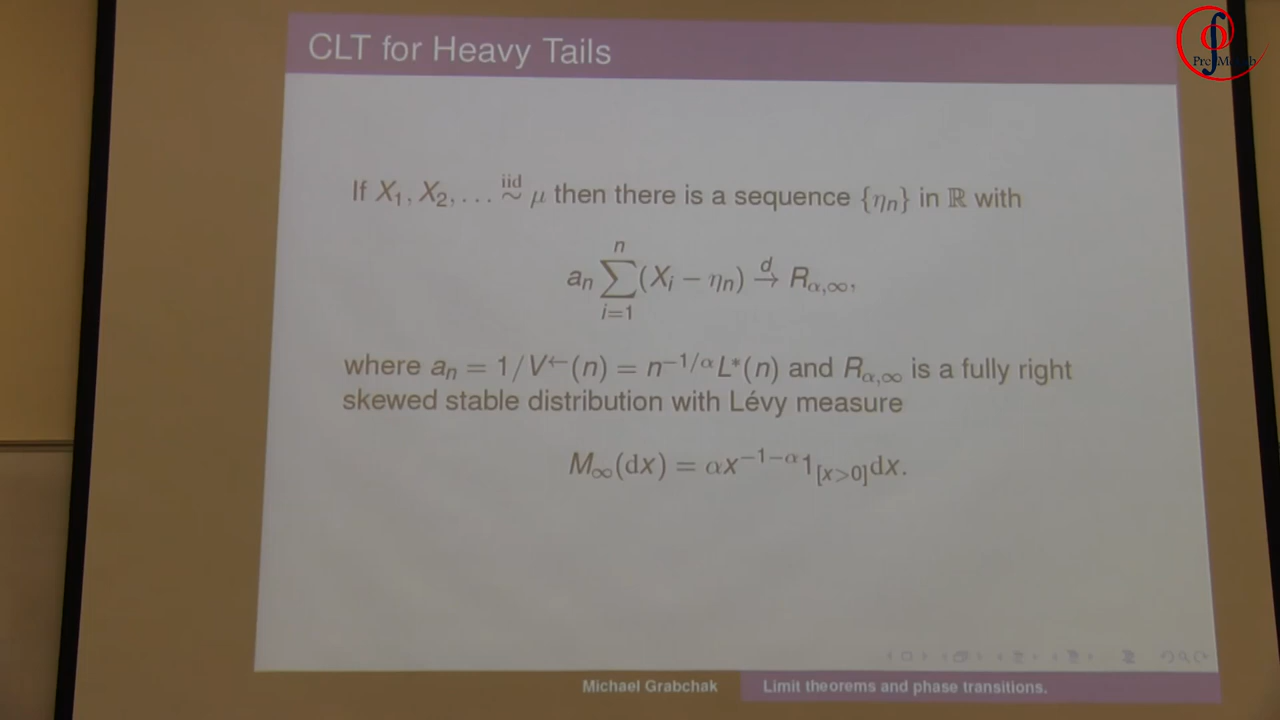 CLT for Heavy Tails
If X₁, X₂, . . . iid ∼ μ then there is a sequence {ηₙ} in ℝ with
aₙ ∑ⁿᵢ₌₁ (Xᵢ − ηₙ) →ᵈ R_{α,∞},
where aₙ = 1/V^←(n) = n^{−1/α}L*(n) and R_{α,∞} is a fully right
skewed stable distribution with Lévy measure
M_∞(dx) = αx^{−1−α}1_{[x>0]}dx.
Michael Grabchak
Limit theorems and phase transitions.